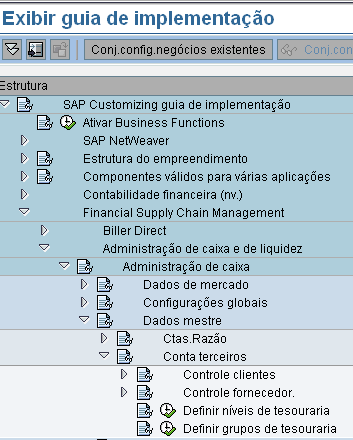 Exibir guia de implementação
Conj.config.negócios existentes
Conj.con
Estrutura
SAP Customizing guia de implementação
Ativar Business Functions
SAP NetWeaver
Estrutura do empreendimento
Componentes válidos para várias aplicações
Contabilidade financeira (nv.)
Financial Supply Chain Management
Biller Direct
Administração de caixa e de liquidez
Administração de caixa
Dados de mercado
Configurações globais
Dados mestre
Ctas.Razão
Conta terceiros
Controle clientes
Controle fornecedor.
Definir níveis de tesouraria
Definir grupos de tesouraria